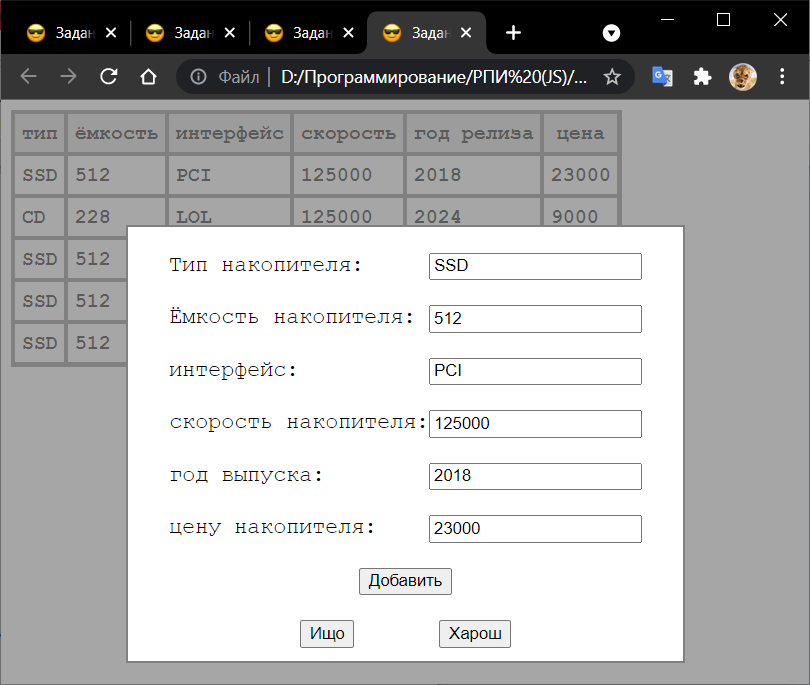 Задан Задан Задан Задан
Файл D:/Программирование/РПИ%20(JS)/...
тип ёмкость интерфейс скорость год релиза цена
SSD 512 PCI 125000 2018 23000
CD 228 LOL 125000 2024 9000
SSD 512
SSD 512
SSD 512
Тип накопителя: SSD
Ёмкость накопителя: 512
интерфейс: PCI
скорость накопителя: 125000
год выпуска: 2018
цену накопителя: 23000
Добавить
Ищо Харош